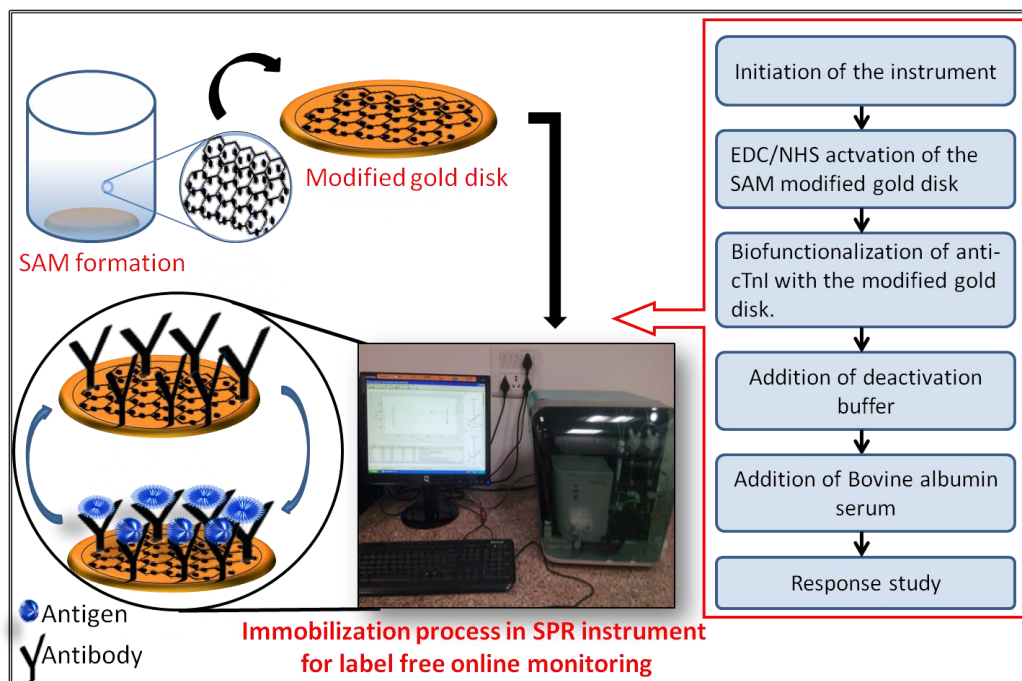 SAM formation
Modified gold disk
Initiation of the instrument
EDC/NHS actvation of the
SAM modified gold disk
Biofunctionalization of anti-
cTnI with the modified gold
disk.
Addition of deactivation
buffer
Addition of Bovine albumin
serum
Response study
Antigen
Antibody
Immobilization process in SPR instrument
for label free online monitoring